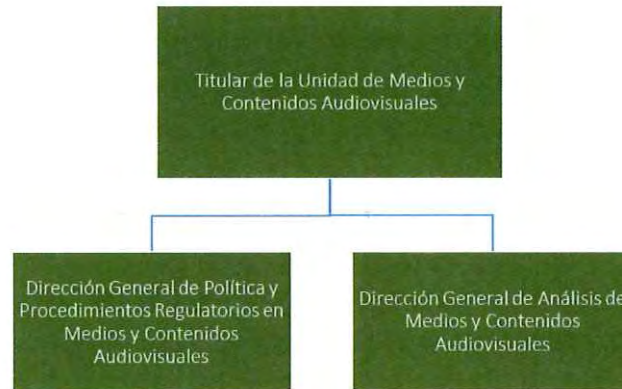 Titular de la Unidad de Medios y
Contenidos Audiovisuales
Dirección General de Política y
Procedimientos Regulatorios en
Medios y Contenidos
Audiovisuales
Dirección General de Análisis de
Medios y Contenidos
Audiovisuales